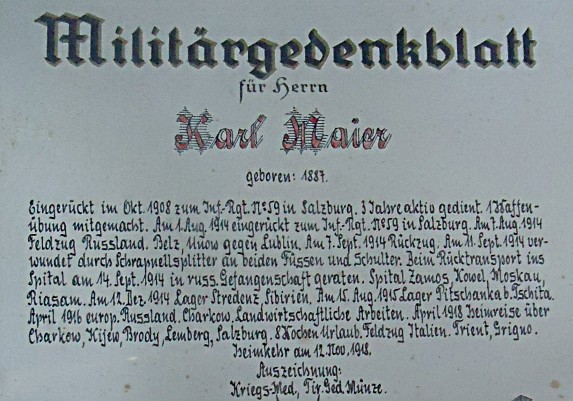 Militärgedenkblatt
für Herrn
Karl Maier
geboren: 1887.
Eingerückt im Okt. 1908 zum Inf.-Rgt. No 59 in Salzburg. 3 Jahre aktiv gedient. 1 Waffen-
übung mitgemacht. Am 1. Aug. 1914 eingerückt zum Inf.-Rgt. No 59 in Salzburg. Am 7. Aug. 1914
Feldzug Russland. Belz, Unow gegen Lublin. Am 7. Sept. 1914 Rückzug. Am 11. Sept. 1914 ver-
wundet durch Schrapnellsplitter an beiden Füssen und Schulter. Beim Rücktransport ins
Spital am 14. Sept. 1914 in russ. Gefangenschaft geraten. Spital Zamos, Kowel, Moskau,
Riasam. Am 12. Dez. 1914 Lager Stredenz, Sibirien. Am 15. Aug. 1915 Lager Pitschanka b. Tschita.
April 1916 europ. Russland. Charkow, Landwirtschaftliche Arbeiten. April 1918 Heimreise über
Charkow, Kijew, Brody, Lemberg, Salzburg. 8 Wochen Urlaub. Feldzug Italien. Trient, Grigno.
Heimkehr am 12. Nov. 1918.
Auszeichnung:
Kriegs-Med, Tir. Ged. Münze.